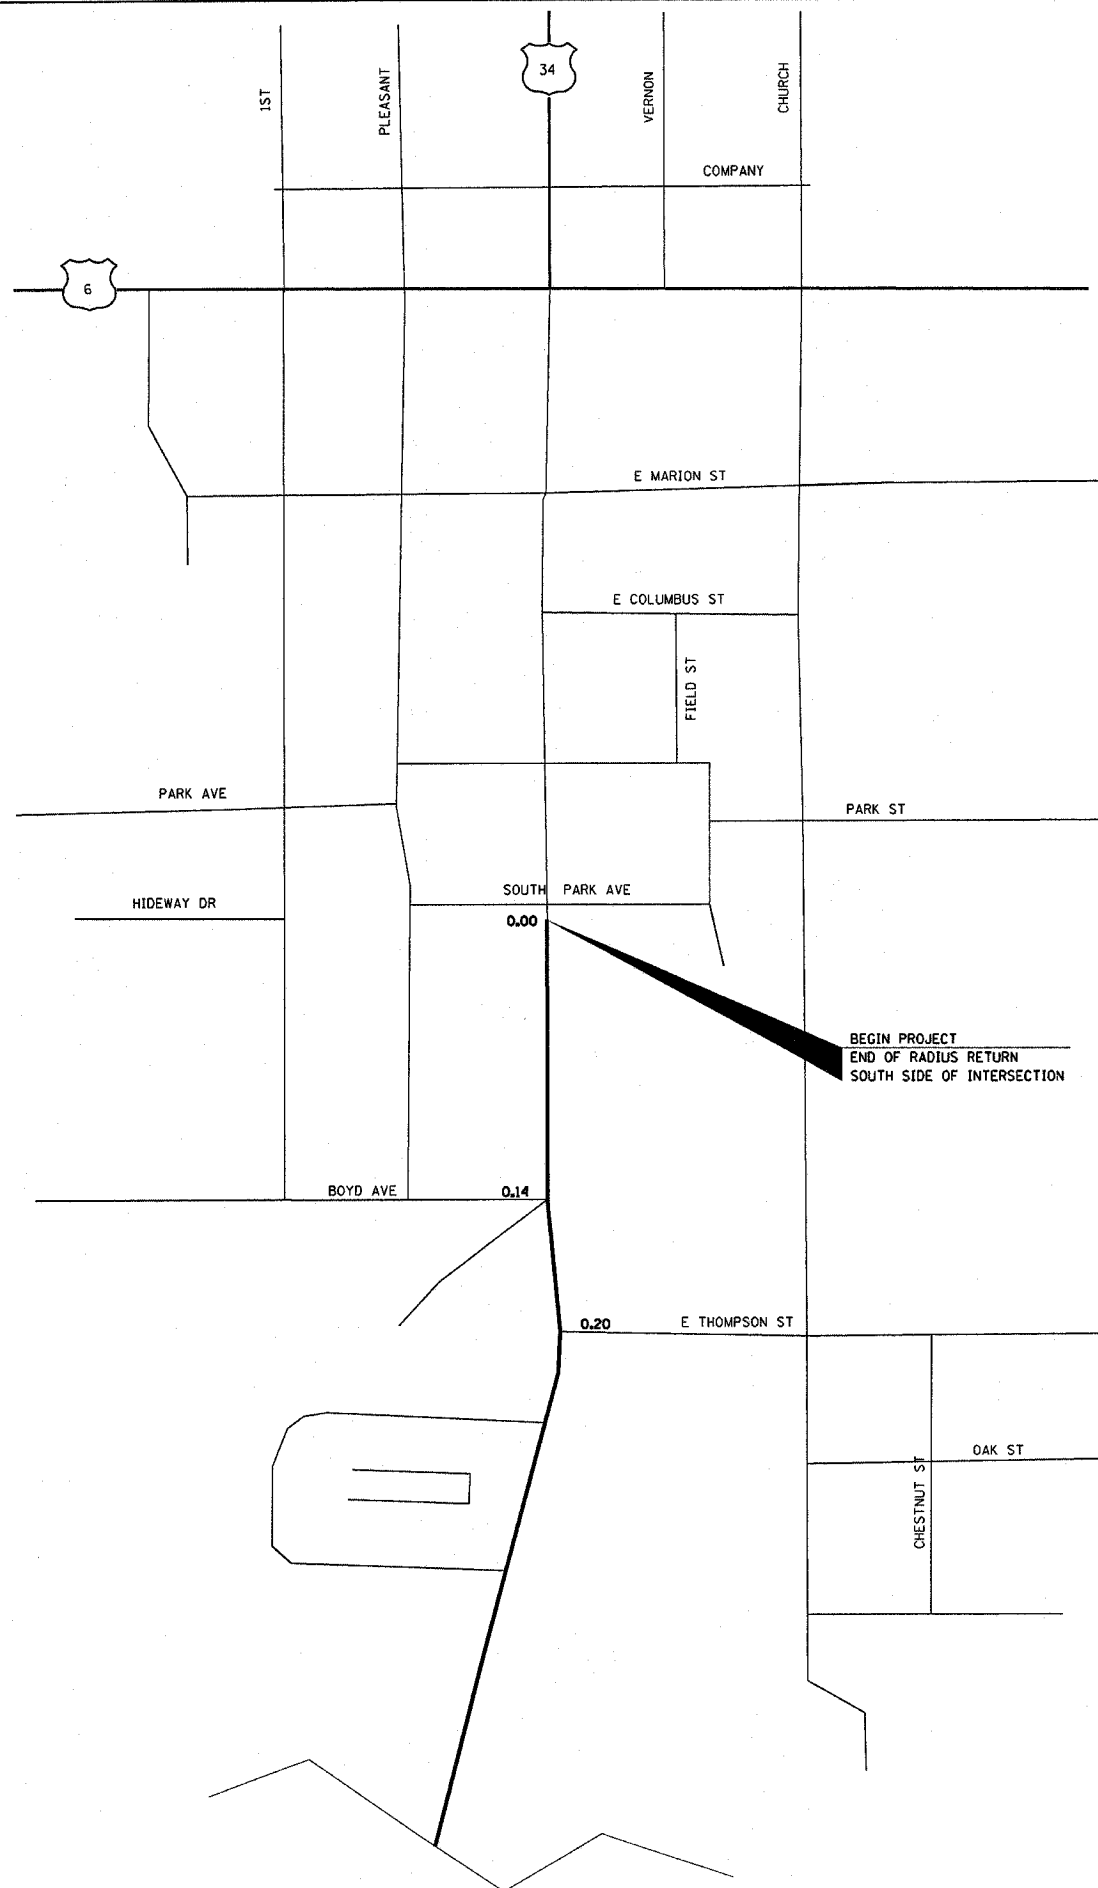 34
1ST
PLEASANT
VERNON
CHURCH
COMPANY
6
E MARION ST
E COLUMBUS ST
FIELD ST
PARK AVE
PARK ST
SOUTH PARK AVE
HIDEWAY DR
0.00
BEGIN PROJECT
END OF RADIUS RETURN
SOUTH SIDE OF INTERSECTION
BOYD AVE
0.14
0.20
E THOMPSON ST
OAK ST
CHESTNUT ST